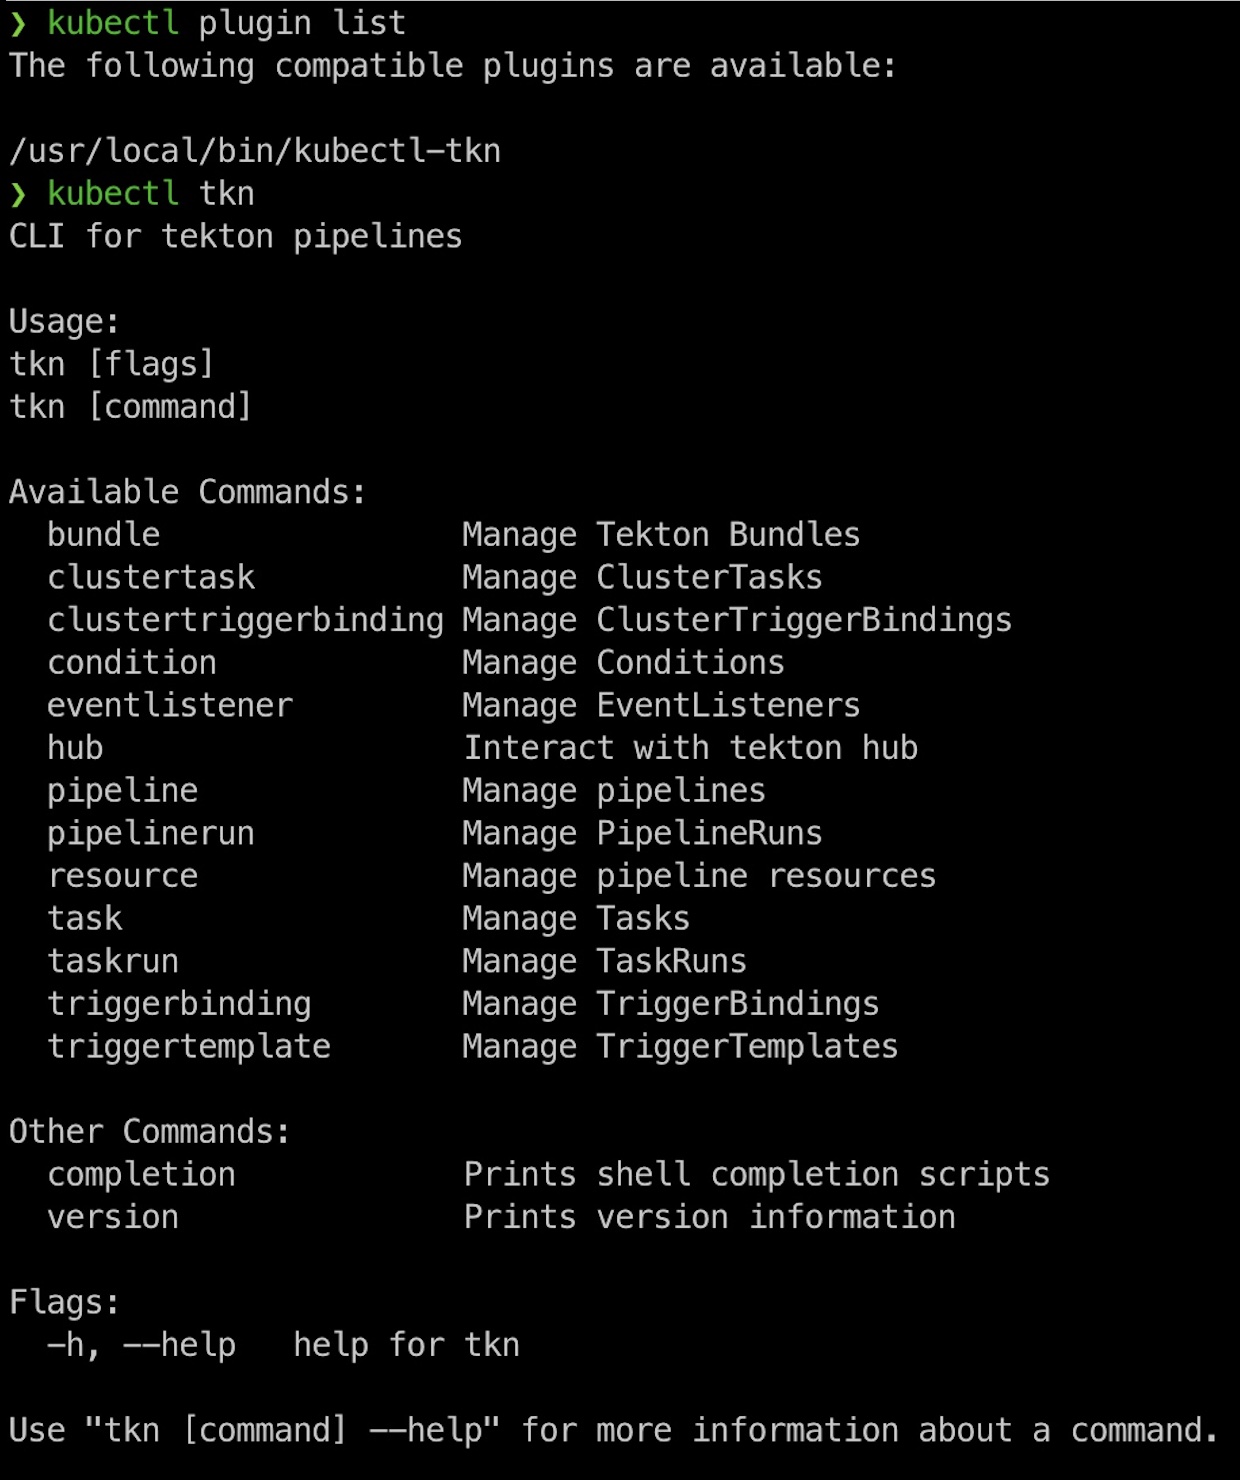 ❯ kubectl plugin list
The following compatible plugins are available:

/usr/local/bin/kubectl-tkn
❯ kubectl tkn
CLI for tekton pipelines

Usage:
tkn [flags]
tkn [command]

Available Commands:
  bundle                Manage Tekton Bundles
  clustertask           Manage ClusterTasks
  clustertriggerbinding Manage ClusterTriggerBindings
  condition             Manage Conditions
  eventlistener         Manage EventListeners
  hub                   Interact with tekton hub
  pipeline              Manage pipelines
  pipelinerun           Manage PipelineRuns
  resource              Manage pipeline resources
  task                  Manage Tasks
  taskrun               Manage TaskRuns
  triggerbinding        Manage TriggerBindings
  triggertemplate       Manage TriggerTemplates

Other Commands:
  completion            Prints shell completion scripts
  version               Prints version information

Flags:
  -h, --help   help for tkn

Use "tkn [command] --help" for more information about a command.